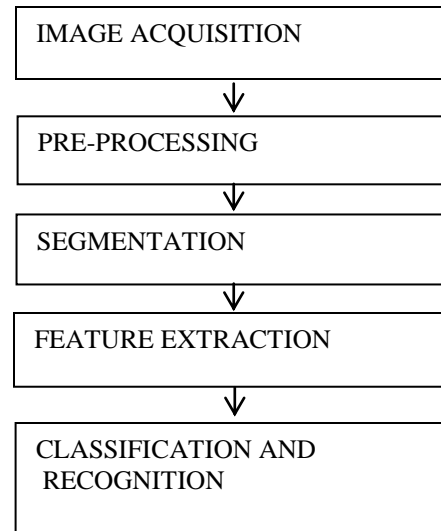 IMAGE ACQUISITION
PRE-PROCESSING
SEGMENTATION
FEATURE EXTRACTION
CLASSIFICATION AND
RECOGNITION